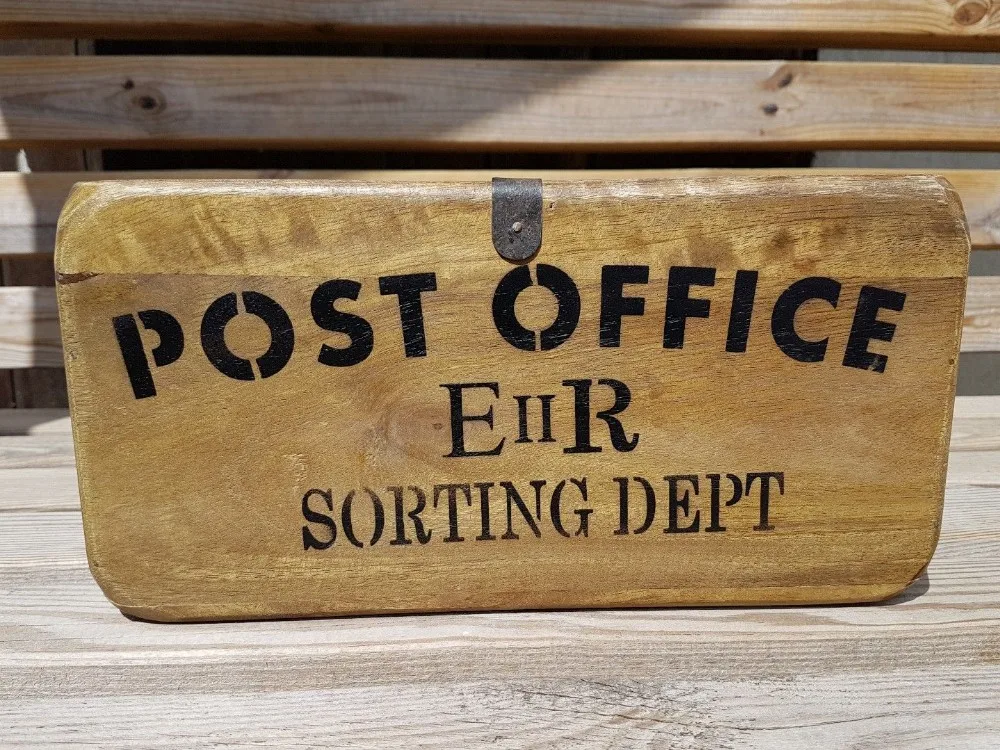 POST OFFICE
EIIR
SORTING DEPT